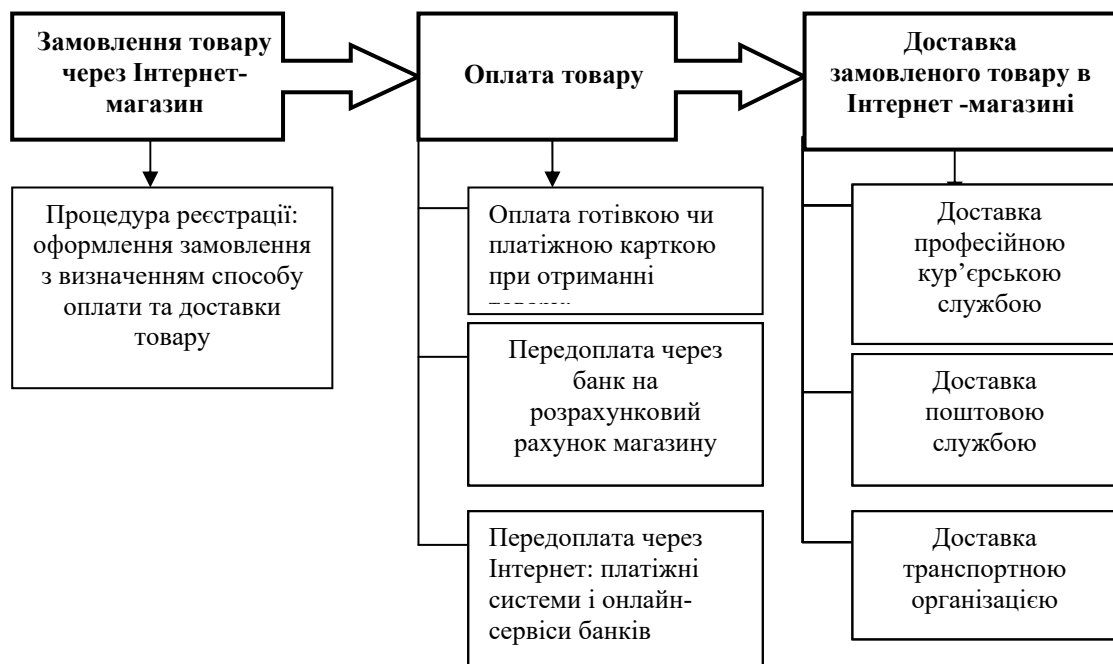 Замовлення товару
через Інтернет-
магазин
Оплата товару
Доставка
замовленого товару в
Інтернет -магазині
Процедура реєстрації:
оформлення замовлення
з визначенням способу
оплати та доставки
товару
Оплата готівкою чи
платіжною карткою
при отриманні
Передоплата через
банк на
розрахунковий
рахунок магазину
Передоплата через
Інтернет: платіжні
системи і онлайн-
сервіси банків
Доставка
професійною
кур’єрською
службою
Доставка
поштовою
службою
Доставка
транспортною
організацією